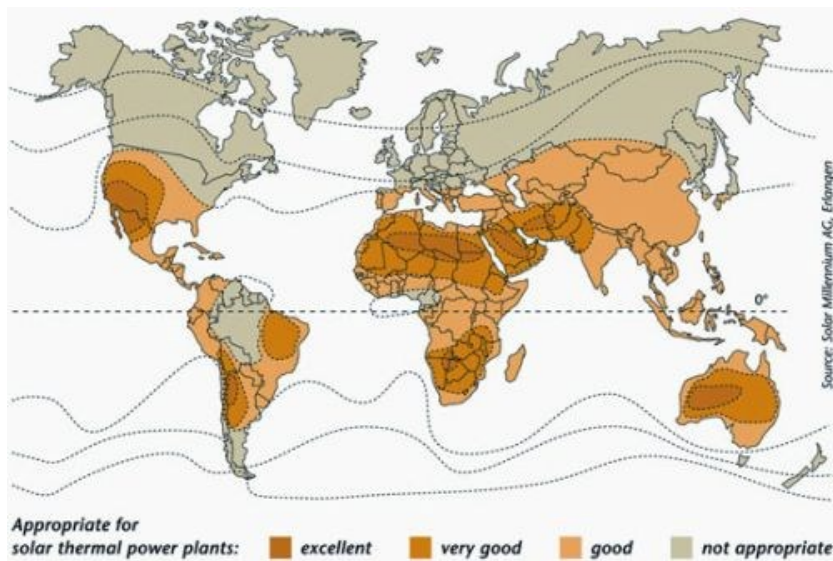 0°
Source: Solar Millennium AG, Erlangen
Appropriate for
solar thermal power plants: excellent very good good not appropriate